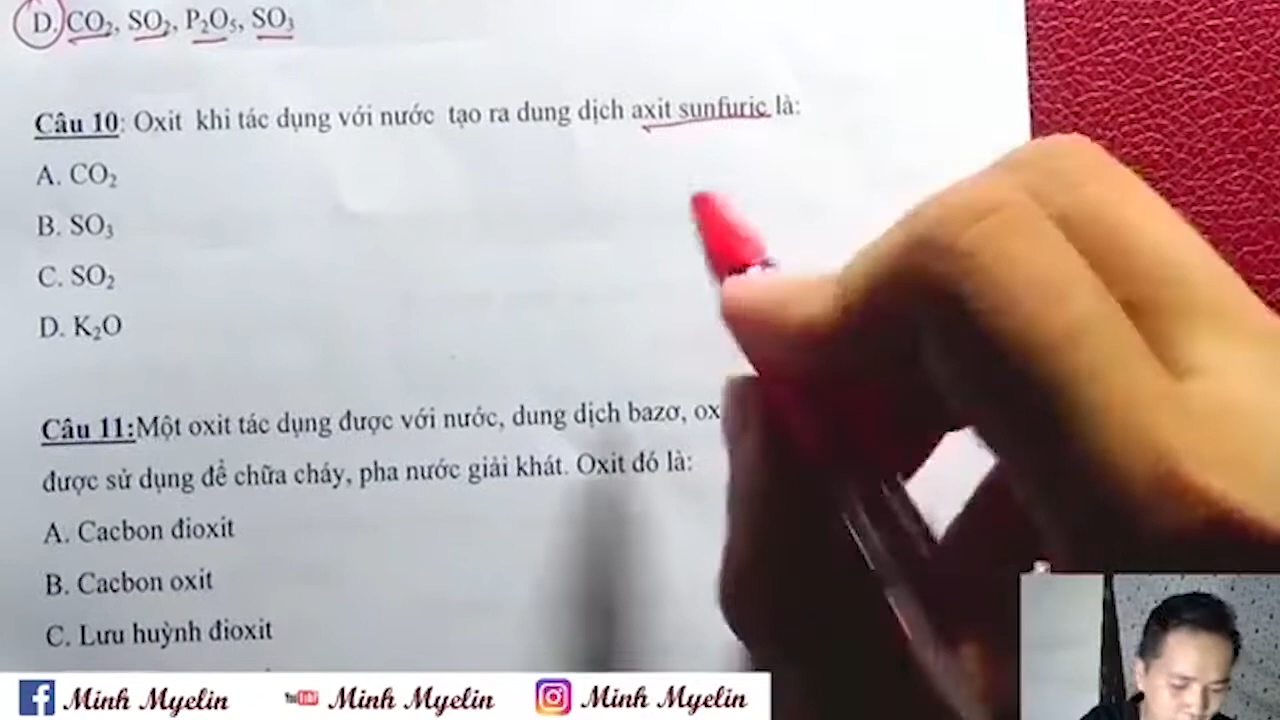 D. CO₂, SO₂, P₂O₅, SO₃
Câu 10: Oxit khi tác dụng với nước tạo ra dung dịch axit sunfuric là:
A. CO₂
B. SO₃
C. SO₂
D. K₂O
Câu 11:Một oxit tác dụng được với nước, dung dịch bazơ, ox
được sử dụng để chữa cháy, pha nước giải khát. Oxit đó là:
A. Cacbon đioxit
B. Cacbon oxit
C. Lưu huỳnh đioxit
Minh Myelin
YouTube Minh Myelin
Minh Myelin